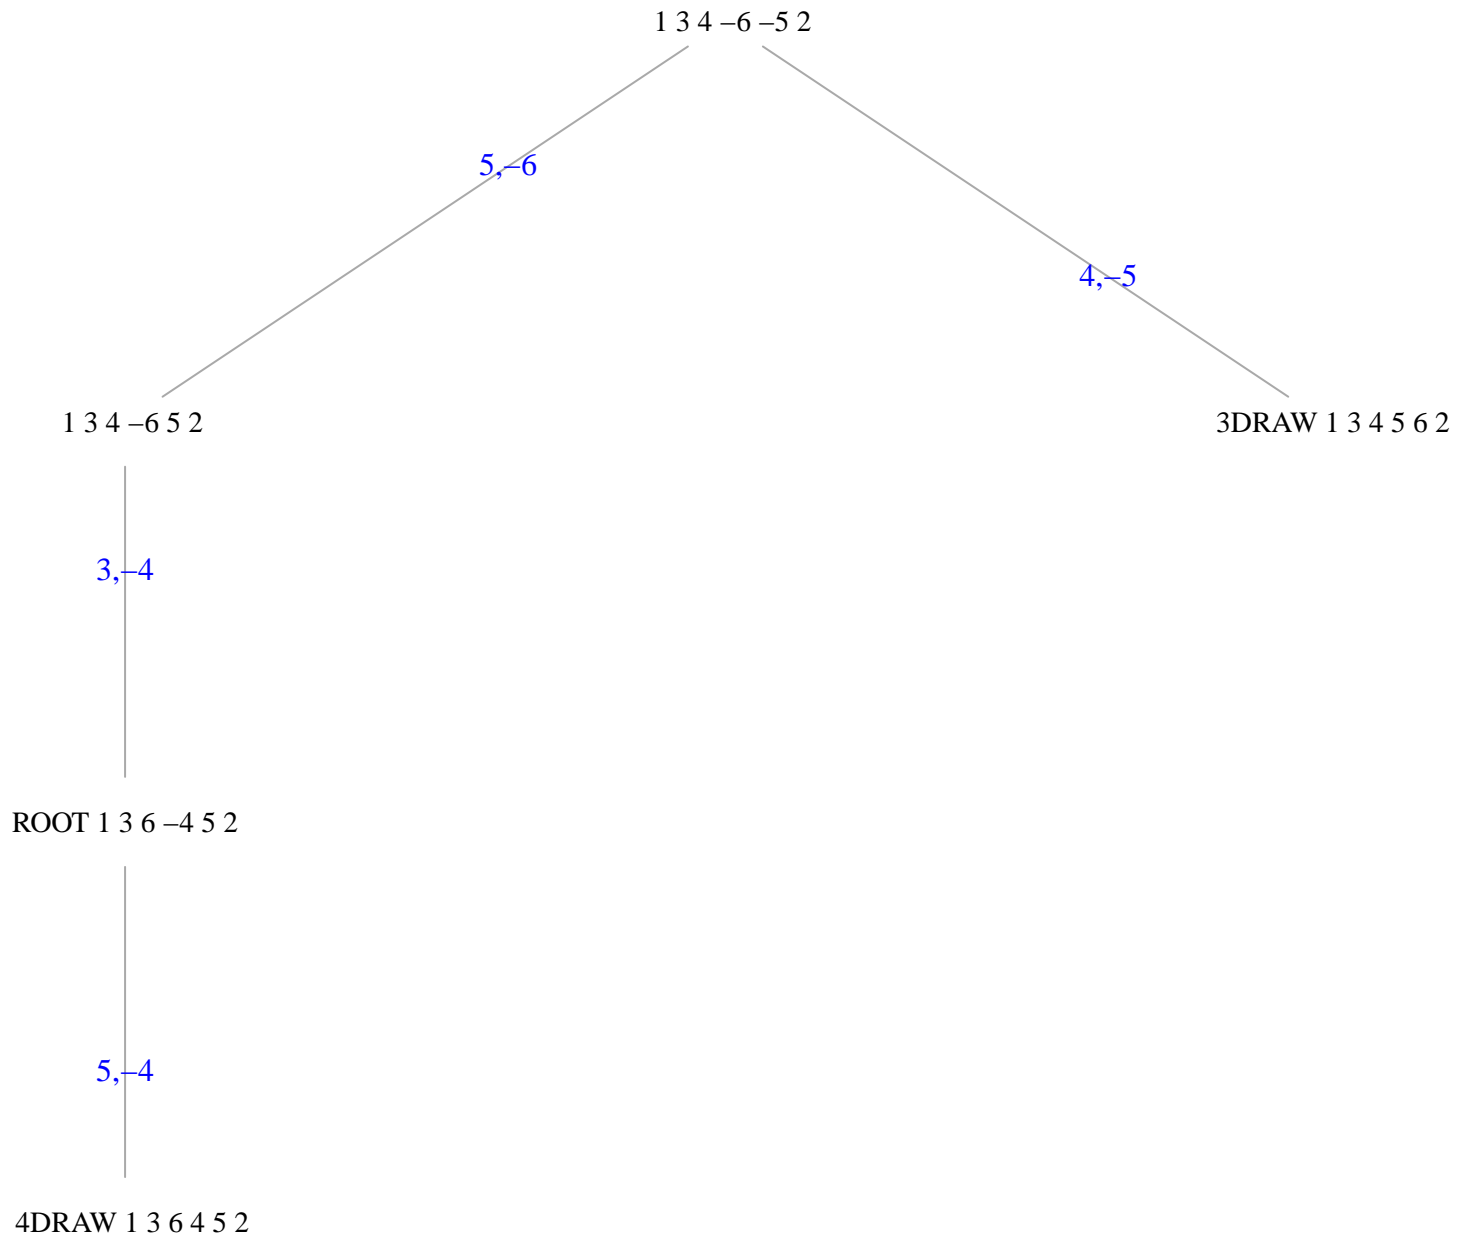 1 3 4 –6 –5 2
5,–6
4,–5
1 3 4 –6 5 2
3DRAW 1 3 4 5 6 2
3,–4
ROOT 1 3 6 –4 5 2
5,–4
4DRAW 1 3 6 4 5 2